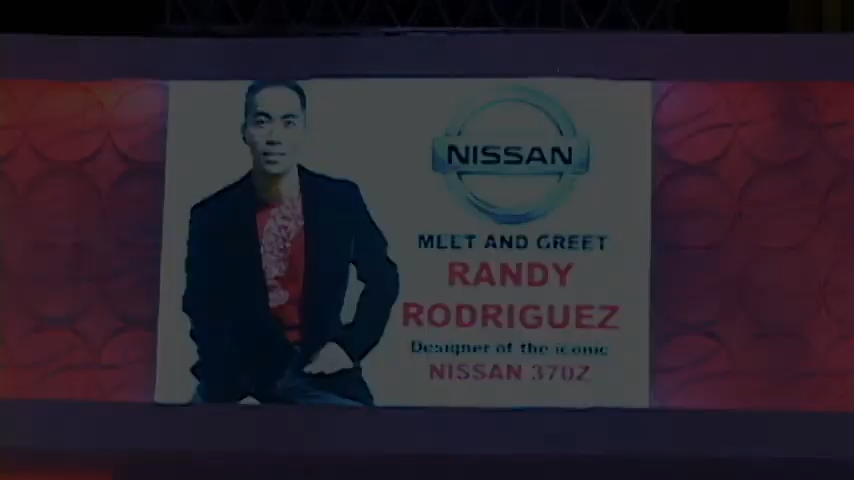 NISSAN
MEET AND GREET
RANDY
RODRIGUEZ
Designer of the iconic
NISSAN 370Z